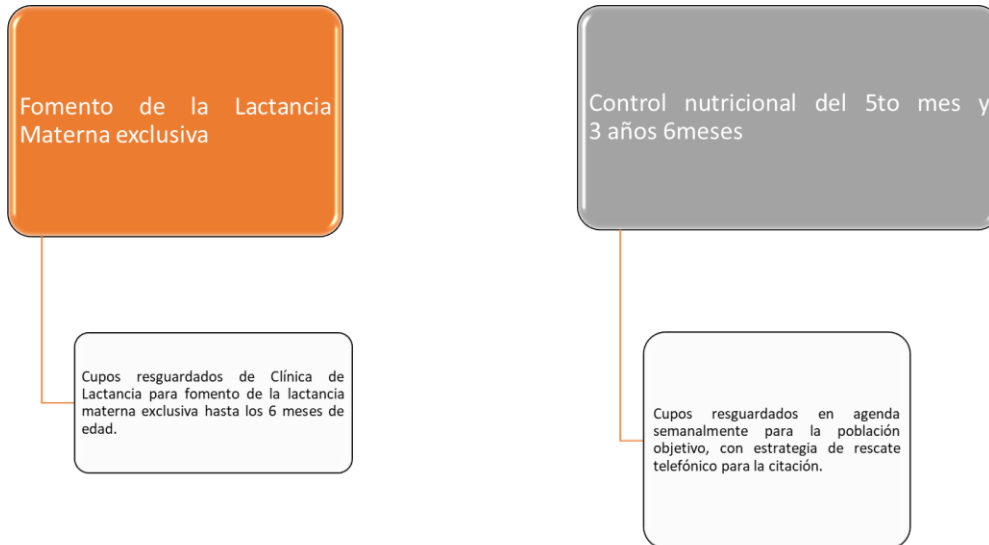 Fomento de la Lactancia
Materna exclusiva
Cupos resguardados de Clínica de
Lactancia para fomento de la lactancia
materna exclusiva hasta los 6 meses de
edad.
Control nutricional del 5to mes y
3 años 6meses
Cupos resguardados en agenda
semanalmente para la población
objetivo, con estrategia de rescate
telefónico para la citación.